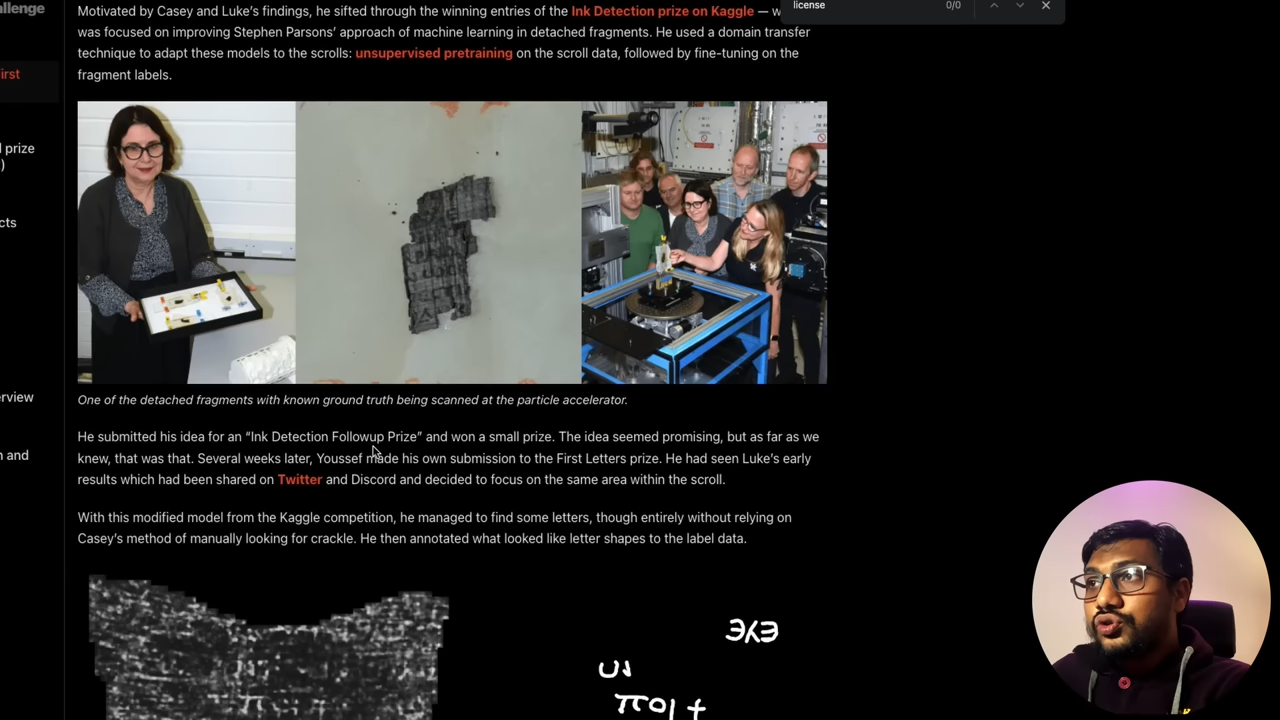 allenge
license 0/0
Motivated by Casey and Luke's findings, he sifted through the winning entries of the Ink Detection prize on Kaggle —
was focused on improving Stephen Parsons' approach of machine learning in detached fragments. He used a domain transfer
technique to adapt these models to the scrolls: unsupervised pretraining on the scroll data, followed by fine-tuning on the
fragment labels.
irst
prize
)
cts
erview
and
One of the detached fragments with known ground truth being scanned at the particle accelerator.
He submitted his idea for an “Ink Detection Followup Prize” and won a small prize. The idea seemed promising, but as far as we
knew, that was that. Several weeks later, Youssef made his own submission to the First Letters prize. He had seen Luke's early
results which had been shared on Twitter and Discord and decided to focus on the same area within the scroll.
With this modified model from the Kaggle competition, he managed to find some letters, though entirely without relying on
Casey's method of manually looking for crackle. He then annotated what looked like letter shapes to the label data.